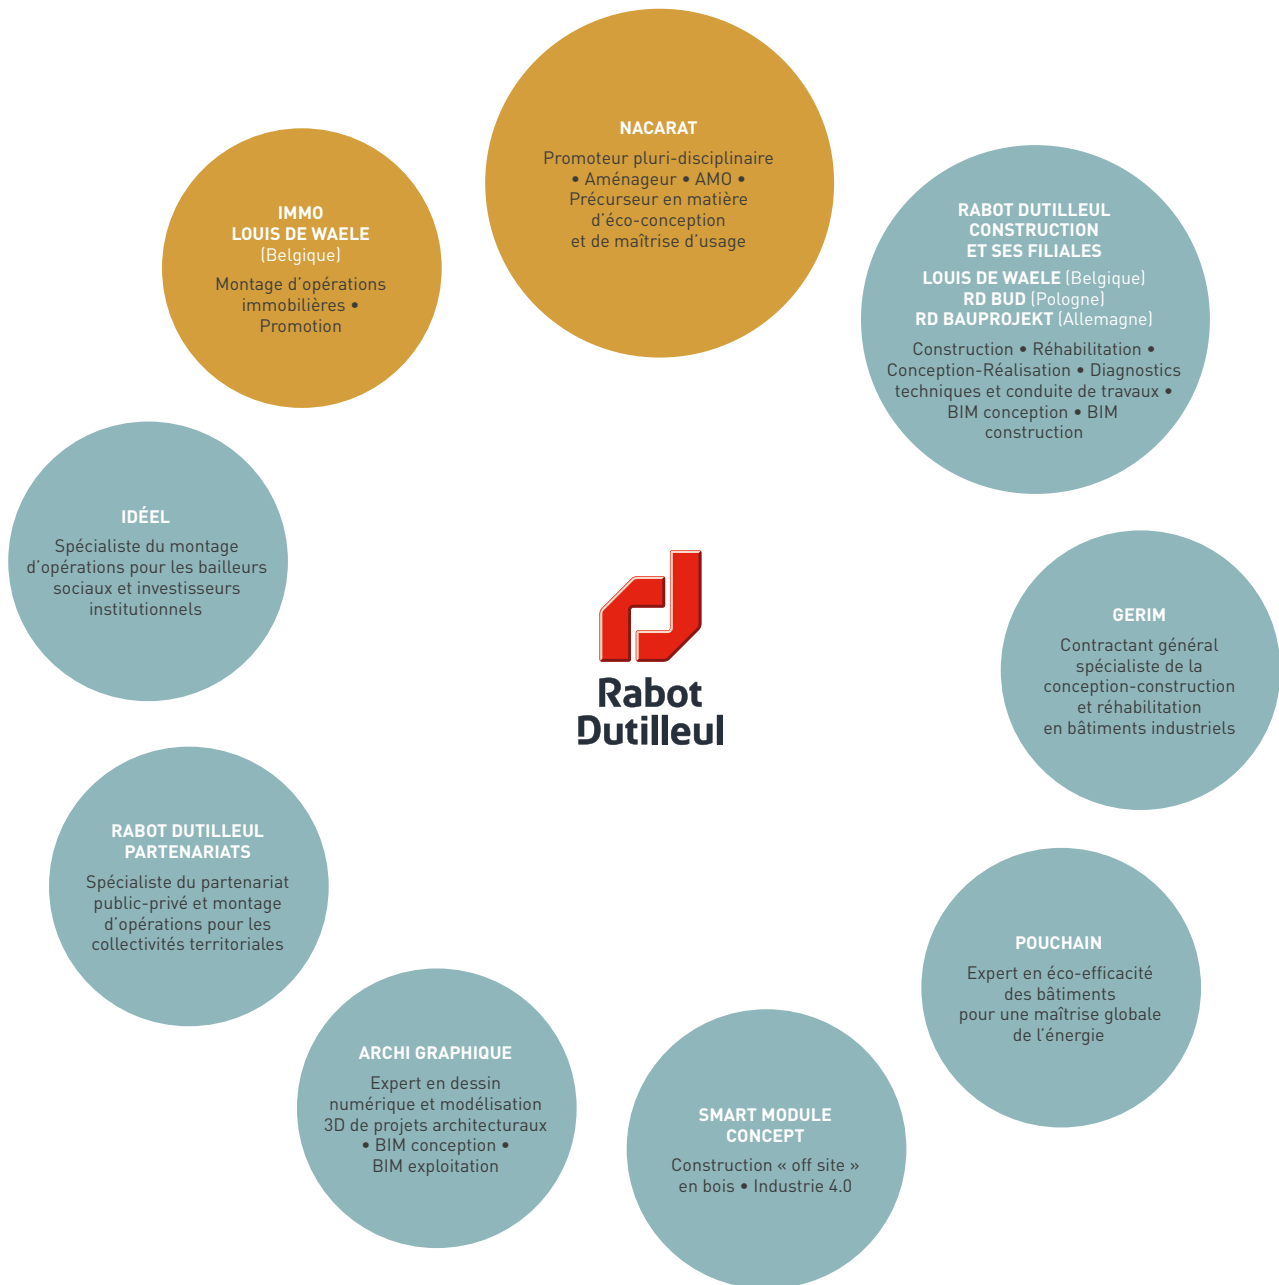 NACARAT
Promoteur pluri-disciplinaire
• Aménageur • AMO •
Précurseur en matière
d'éco-conception
et de maîtrise d'usage
IMMO
LOUIS DE WAELE
(Belgique)
Montage d'opérations
immobilières •
Promotion
RABOT DUTILLEUL
CONSTRUCTION
ET SES FILIALES
LOUIS DE WAELE (Belgique)
RD BUD (Pologne)
RD BAUPROJEKT (Allemagne)
Construction • Réhabilitation •
Conception-Réalisation • Diagnostics
techniques et conduite de travaux •
BIM conception • BIM
construction
IDÉEL
Spécialiste du montage
d'opérations pour les bailleurs
sociaux et investisseurs
institutionnels
Rabot
Dutilleul
GERIM
Contractant général
spécialiste de la
conception-construction
et réhabilitation
en bâtiments industriels
RABOT DUTILLEUL
PARTENARIATS
Spécialiste du partenariat
public-privé et montage
d'opérations pour les
collectivités territoriales
POUCHAIN
Expert en éco-efficacité
des bâtiments
pour une maîtrise globale
de l'énergie
ARCHI GRAPHIQUE
Expert en dessin
numérique et modélisation
3D de projets architecturaux
• BIM conception •
BIM exploitation
SMART MODULE
CONCEPT
Construction « off site »
en bois • Industrie 4.0